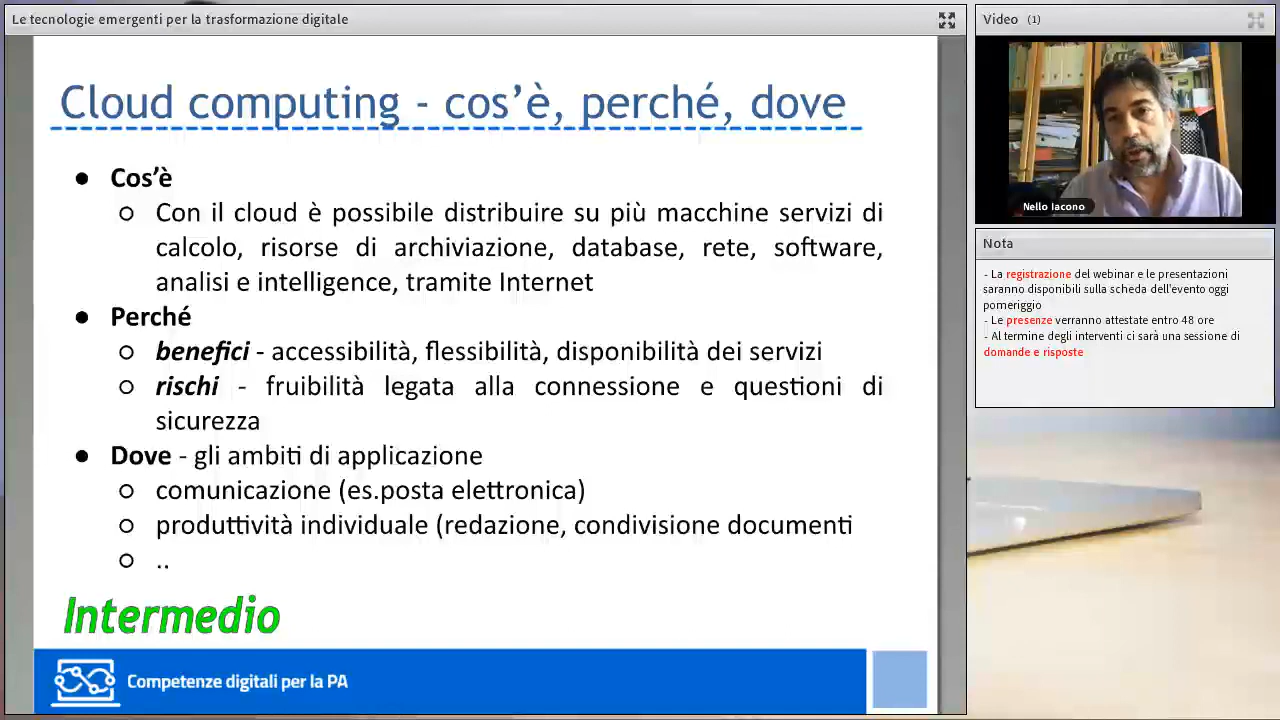 Le tecnologie emergenti per la trasformazione digitale
Cloud computing - cos’è, perché, dove
● Cos’è
○ Con il cloud è possibile distribuire su più macchine servizi di
calcolo, risorse di archiviazione, database, rete, software,
analisi e intelligence, tramite Internet
● Perché
○ benefici - accessibilità, flessibilità, disponibilità dei servizi
○ rischi - fruibilità legata alla connessione e questioni di
sicurezza
● Dove - gli ambiti di applicazione
○ comunicazione (es.posta elettronica)
○ produttività individuale (redazione, condivisione documenti
○ ..
Intermedio
Competenze digitali per la PA
Video (1)
Nello Iacono
Nota
- La registrazione del webinar e le presentazioni
saranno disponibili sulla scheda dell'evento oggi
pomeriggio
- Le presenze verranno attestate entro 48 ore
- Al termine degli interventi ci sarà una sessione di
domande e risposte